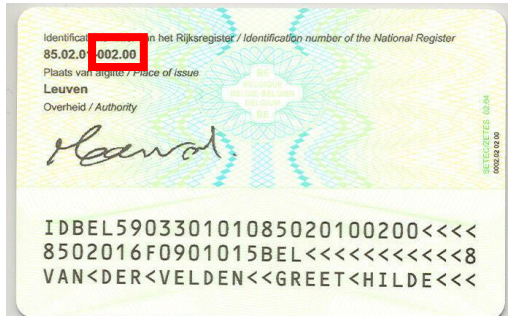 Identificat n het Rijksregister / Identification number of the National Register
85.02.01-002.00
Plaats van afgifte / Place of issue
Leuven
Overheid / Authority
IDBEL590330101085020100200<<<<
8502016F0901015BEL<<<<<<<<<<<8
VAN<DER<VELDEN<<GREET<HILDE<<<